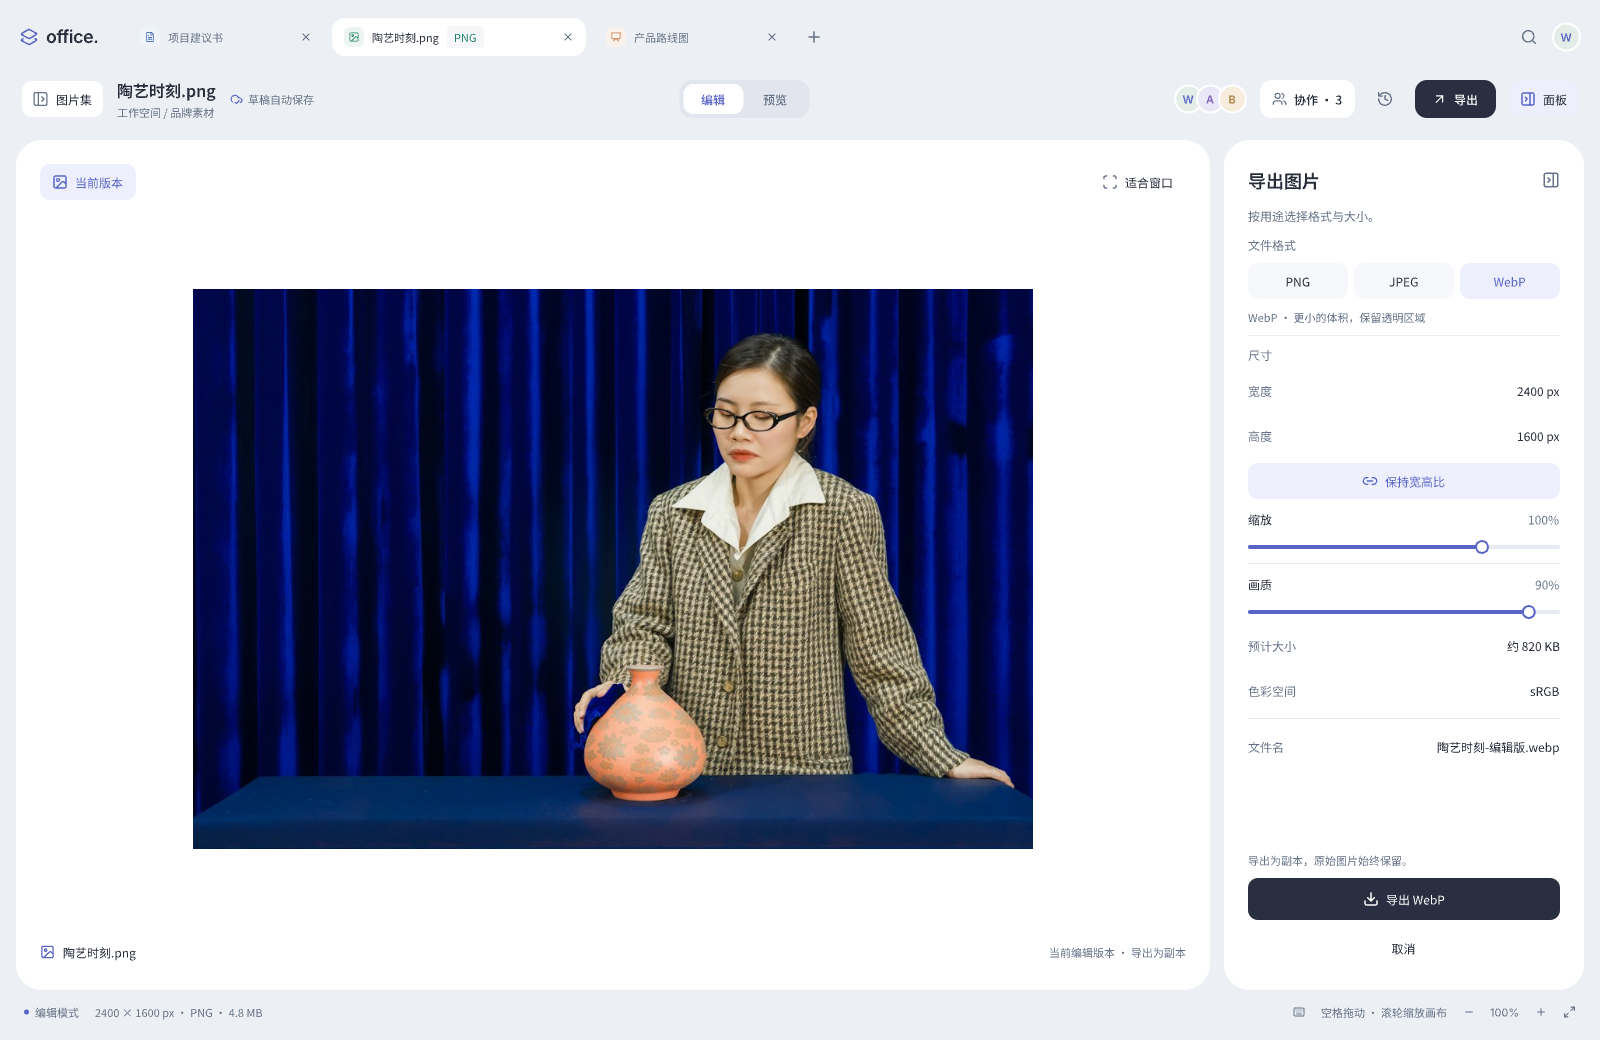 office.
项目建议书
陶艺时刻.png PNG
产品路线图
W
图片集
陶艺时刻.png
草稿自动保存
工作空间 / 品牌素材
编辑 预览
W A B
协作 · 3
导出
面板
当前版本
适合窗口
陶艺时刻.png
当前编辑版本 · 导出为副本
导出图片
按用途选择格式与大小。
文件格式
PNG JPEG WebP
WebP · 更小的体积，保留透明区域
尺寸
宽度 2400 px
高度 1600 px
保持宽高比
缩放 100%
画质 90%
预计大小 约 820 KB
色彩空间 sRGB
文件名 陶艺时刻-编辑版.webp
导出为副本，原始图片始终保留。
导出 WebP
取消
编辑模式 2400 × 1600 px · PNG · 4.8 MB
空格拖动 · 滚轮缩放画布 − 100% +